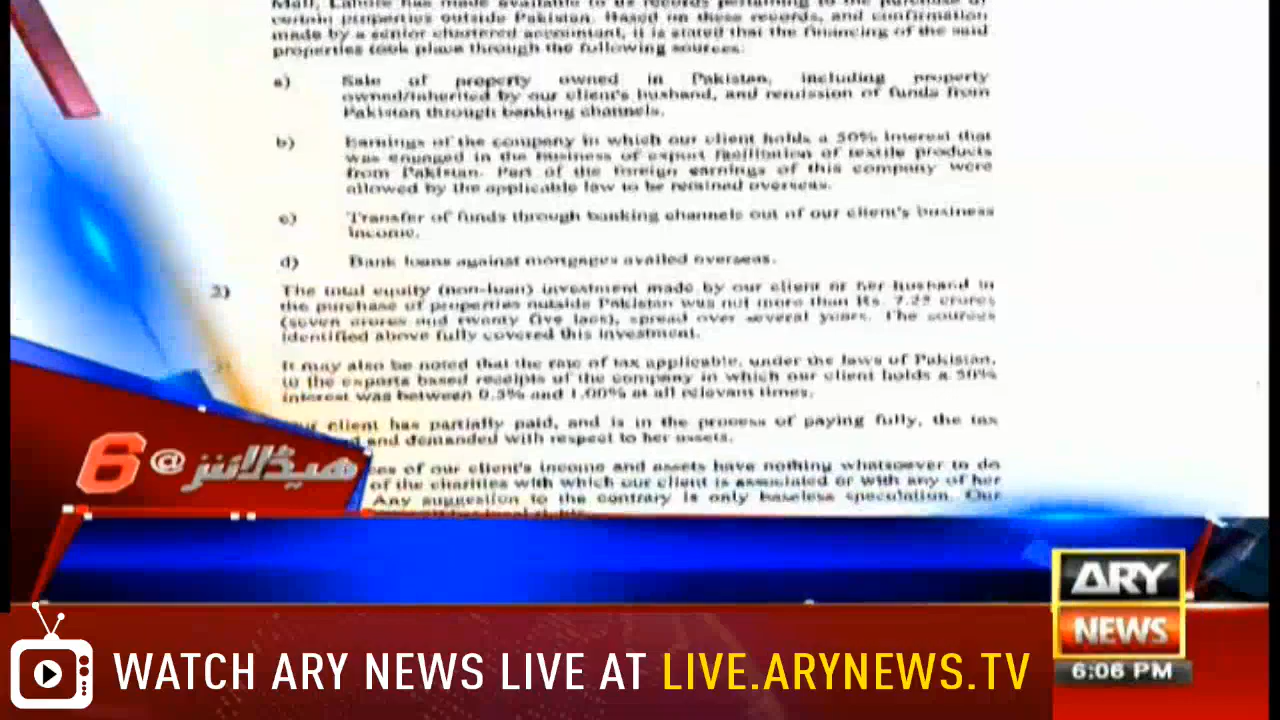 Mall, Lahore has made available to us records pertaining to the purchase of
certain properties outside Pakistan. Based on these records, and confirmation
made by a senior chartered accountant, it is stated that the financing of the said
properties took place through the following sources:
a) Sale of property owned in Pakistan, including property
owned/inherited by our client's husband, and remission of funds from
Pakistan through banking channels.
b) Earnings of the company in which our client holds a 50% interest that
was engaged in the business of export facilitation of textile products
from Pakistan. Part of the foreign earnings of this company were
allowed by the applicable law to be retained overseas.
c) Transfer of funds through banking channels out of our client's business
income.
d) Bank loans against mortgages availed overseas.
2) The total equity (non-loan) investment made by our client or her husband in
the purchase of properties outside Pakistan was not more than Rs. 7.25 crores
(seven crores and twenty five lacs), spread over several years. The sources
identified above fully covered this investment.
It may also be noted that the rate of tax applicable, under the laws of Pakistan,
to the exports based receipts of the company in which our client holds a 50%
interest was between 0.5% and 1.00% at all relevant times.
client has partially paid, and is in the process of paying fully, the tax
and demanded with respect to her assets.
of our client's income and assets have nothing whatsoever to do
of the charities with which our client is associated or with any of her
Any suggestion to the contrary is only baseless speculation. Our
6 @ ہیڈلائنز
ARY
NEWS
6:06 PM
WATCH ARY NEWS LIVE AT LIVE.ARYNEWS.TV